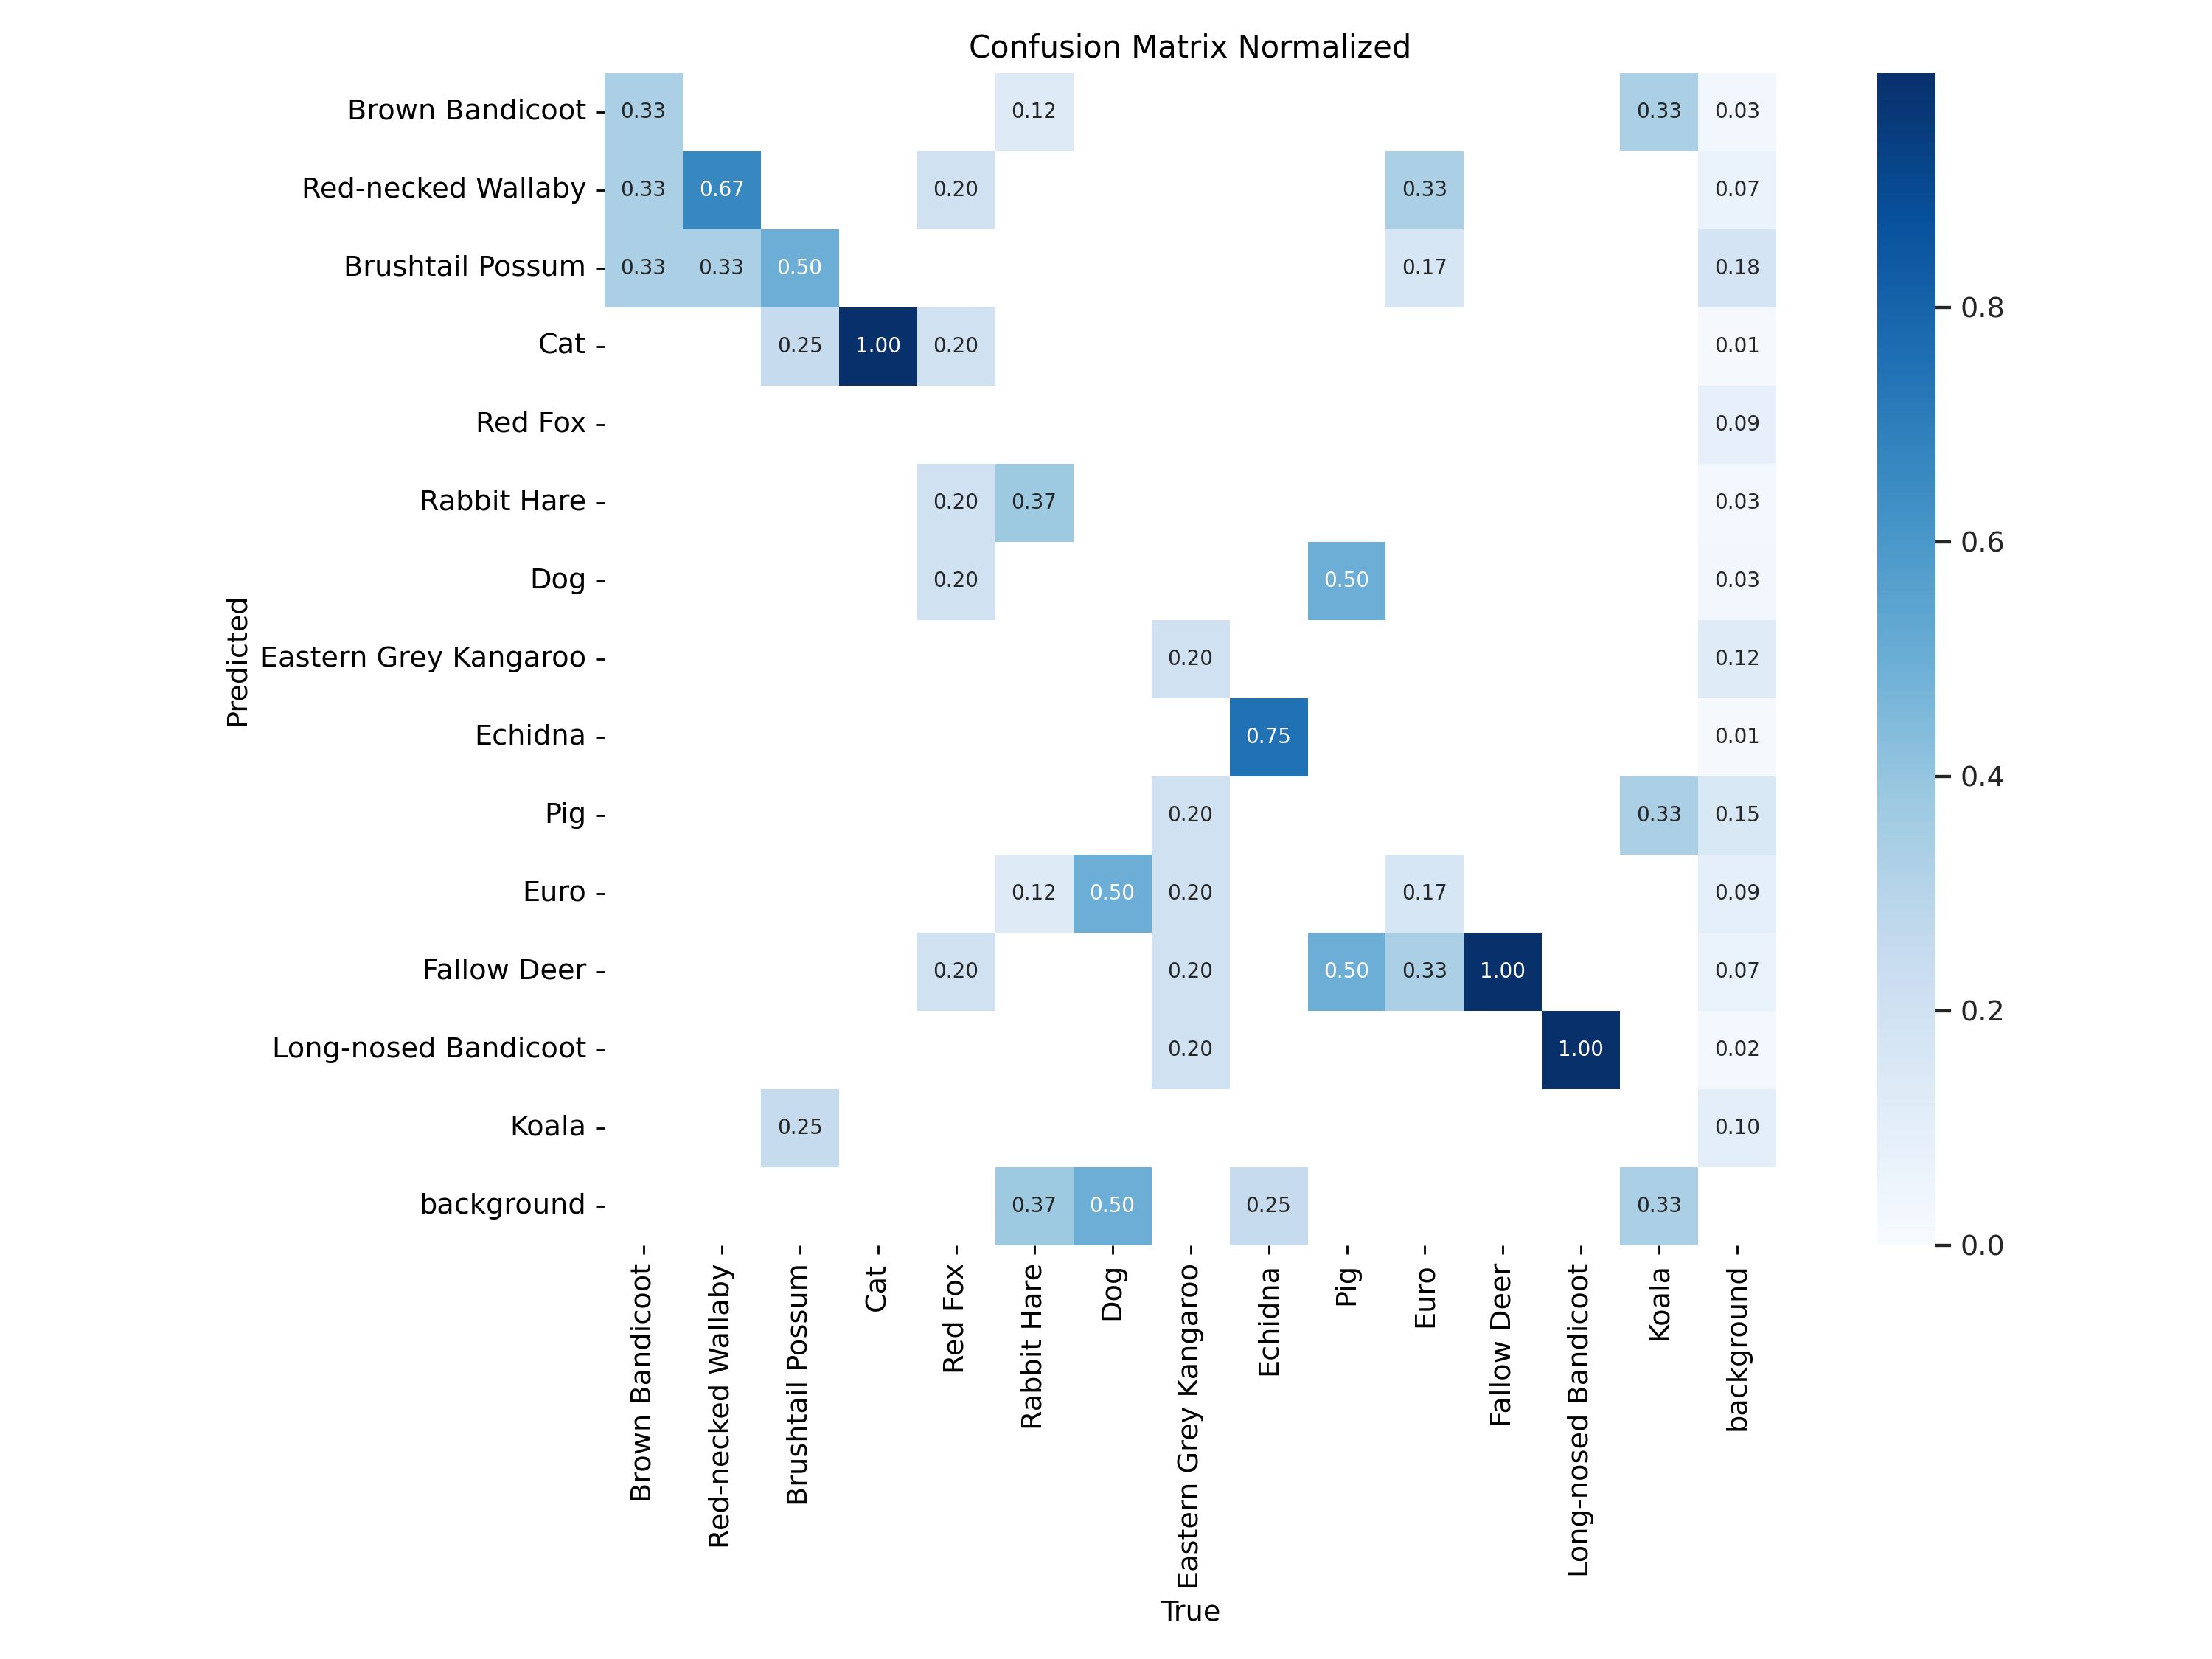 Confusion Matrix Normalized
Brown Bandicoot 0.33 0.12 0.33 0.03
Red-necked Wallaby 0.33 0.67 0.20 0.33 0.07
Brushtail Possum 0.33 0.33 0.50 0.17 0.18
0.8
Cat 0.25 1.00 0.20 0.01
Red Fox 0.09
Rabbit Hare 0.20 0.37 0.03
0.6
Dog 0.20 0.50 0.03
Predicted
Eastern Grey Kangaroo 0.20 0.12
Echidna 0.75 0.01
0.4
Pig 0.20 0.33 0.15
Euro 0.12 0.50 0.20 0.17 0.09
Fallow Deer 0.20 0.20 0.50 0.33 1.00 0.07
0.2
Long-nosed Bandicoot 0.20 1.00 0.02
Koala 0.25 0.10
background 0.37 0.50 0.25 0.33
0.0
Brown Bandicoot
Red-necked Wallaby
Brushtail Possum
Cat
Red Fox
Rabbit Hare
Dog
Eastern Grey Kangaroo
Echidna
Pig
Euro
Fallow Deer
Long-nosed Bandicoot
Koala
background
True